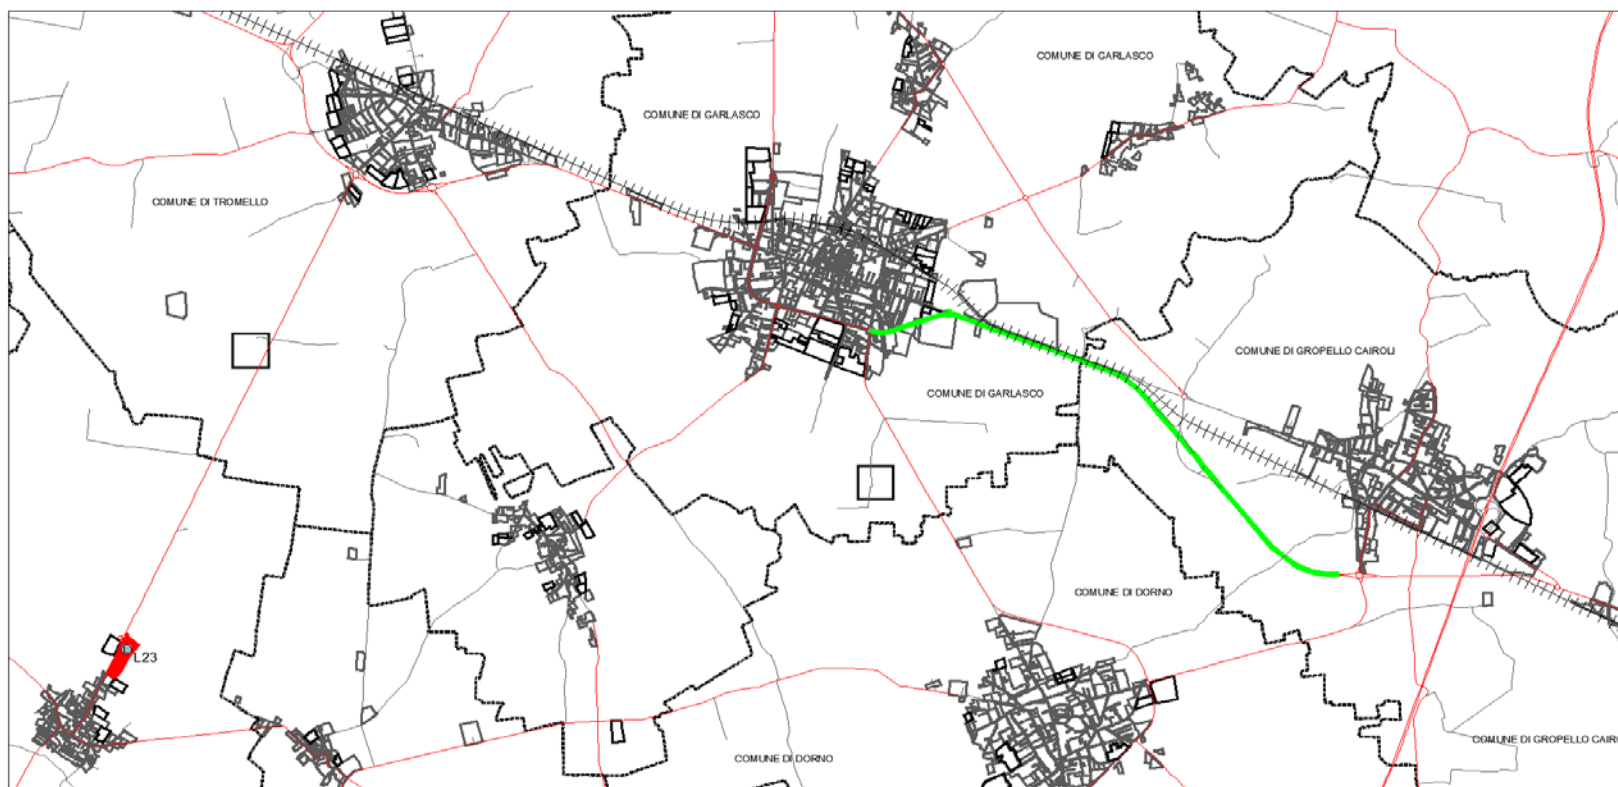 COMUNE DI GARLASCO
COMUNE DI GARLASCO
COMUNE DI TROMELLO
COMUNE DI GROPELLO CAIROLI
COMUNE DI GARLASCO
COMUNE DI DORNO
L23
COMUNE DI GROPELLO CAIRO
COMUNE DI DORNO